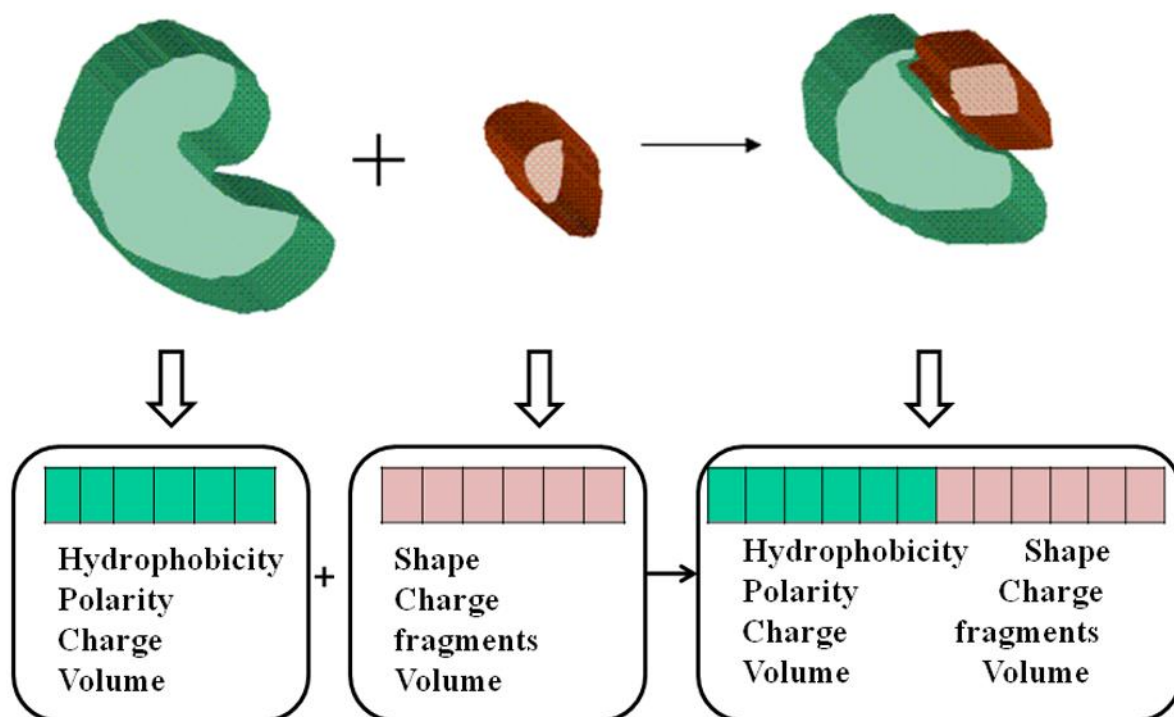 +
Hydrophobicity
Polarity
Charge
Volume
+
Shape
Charge
fragments
Volume
Hydrophobicity Shape
Polarity Charge
Charge fragments
Volume Volume